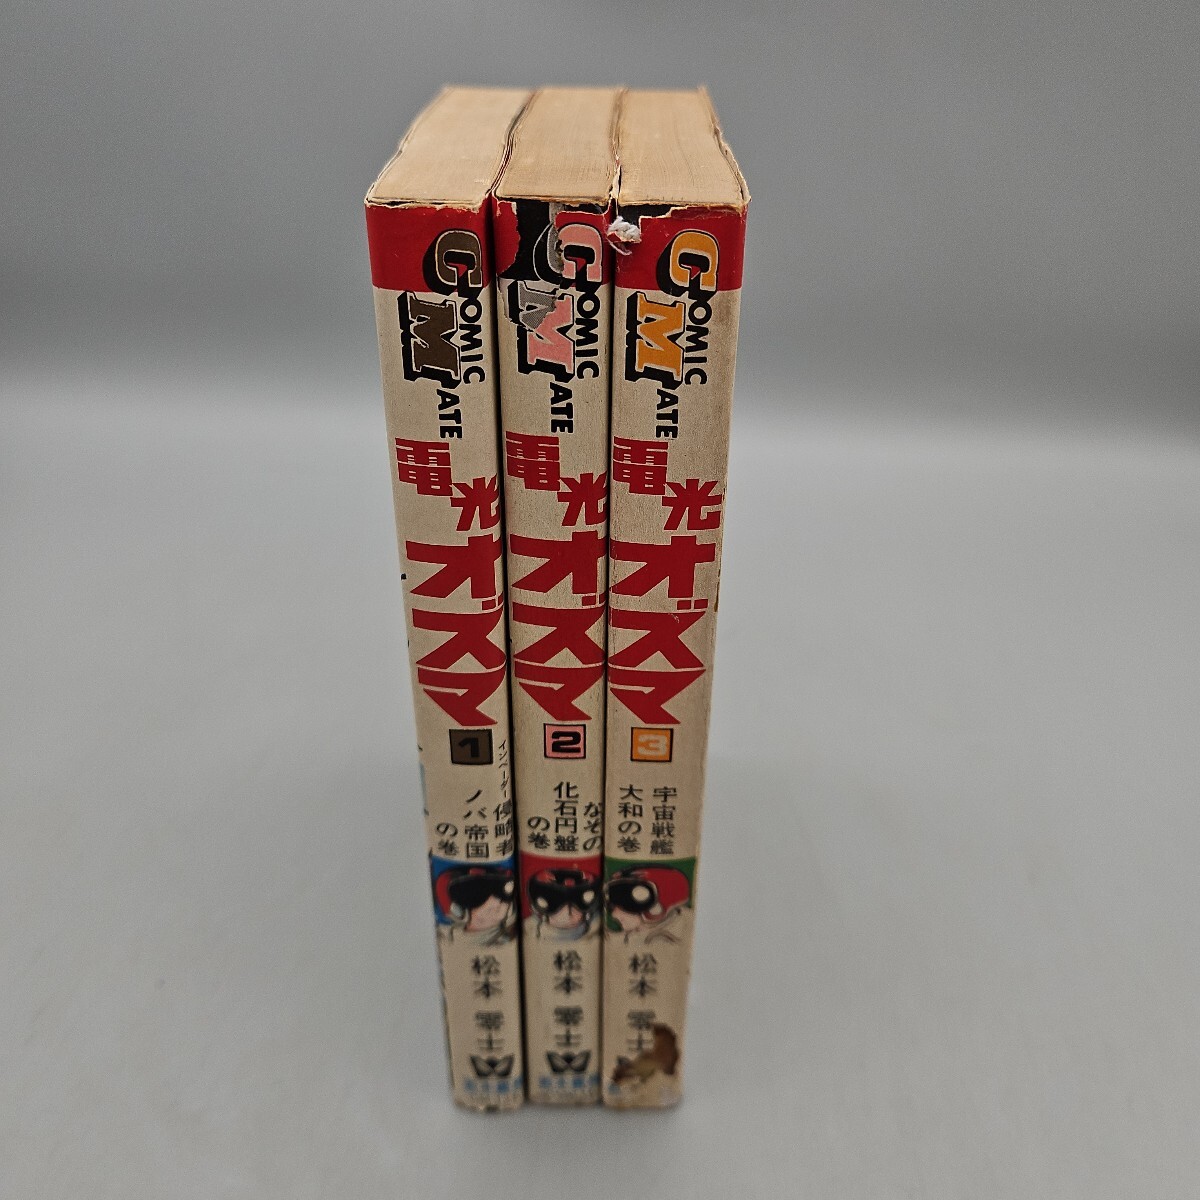 COMIC
MATE
電光オズマ
1
インベーダー
侵略者
ノバ帝国
の巻
松本零士
COMIC
MATE
電光オズマ
2
なぞの
化石円盤
の巻
松本零士
COMIC
MATE
電光オズマ
3
宇宙戦艦
大和の巻
松本零士